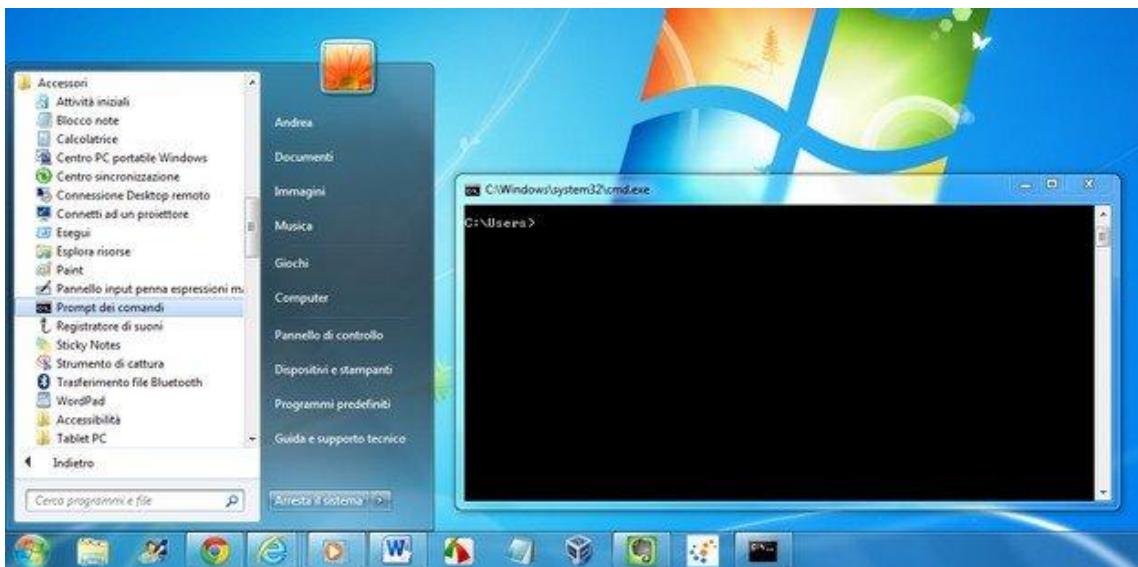 Accessori
Attività iniziali
Blocco note
Calcolatrice
Centro PC portatile Windows
Centro sincronizzazione
Connessione Desktop remoto
Connetti ad un proiettore
Esegui
Esplora risorse
Paint
Pannello input penna espressioni m
Prompt dei comandi
Registratore di suoni
Sticky Notes
Strumento di cattura
Trasferimento file Bluetooth
WordPad
Accessibilità
Tablet PC
Indietro
Cerca programmi e file
Andrea
Documenti
Immagini
Musica
Giochi
Computer
Pannello di controllo
Dispositivi e stampanti
Programmi predefiniti
Guida e supporto tecnico
Arresta il sistema
C:\Windows\system32\cmd.exe
C:\Users>